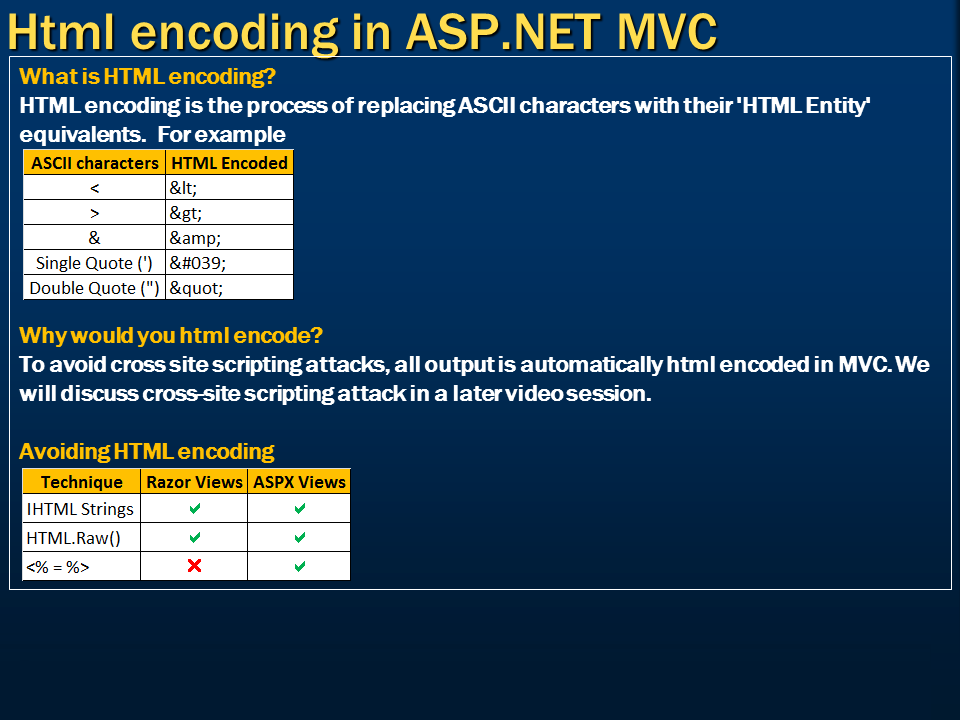 Html encoding in ASP.NET MVC
What is HTML encoding?
HTML encoding is the process of replacing ASCII characters with their 'HTML Entity'
equivalents.  For example
ASCII characters HTML Encoded
< &lt;
> &gt;
& &amp;
Single Quote (') &#039;
Double Quote (") &quot;
Why would you html encode?
To avoid cross site scripting attacks, all output is automatically html encoded in MVC. We
will discuss cross-site scripting attack in a later video session.
Avoiding HTML encoding
Technique Razor Views ASPX Views
IHTML Strings ✓ ✓
HTML.Raw() ✓ ✓
<% = %> ✗ ✓